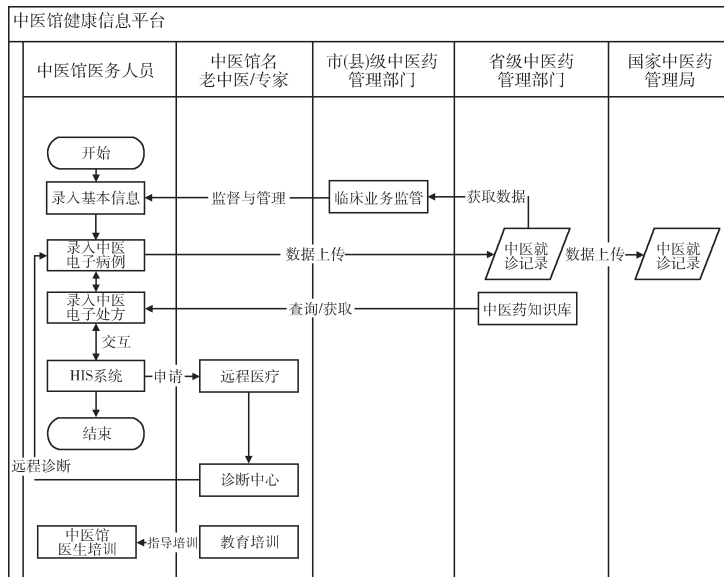 中医馆健康信息平台
中医馆医务人员
中医馆名
老中医/专家
市(县)级中医药
管理部门
省级中医药
管理部门
国家中医药
管理局
开始
录入基本信息
监督与管理
临床业务监管
获取数据
录入中医
电子病例
数据上传
中医就
诊记录
数据上传
中医就
诊记录
录入中医
电子处方
查询/获取
中医药知识库
交互
HIS系统
申请
远程医疗
结束
远程诊断
诊断中心
中医馆
医生培训
指导培训
教育培训